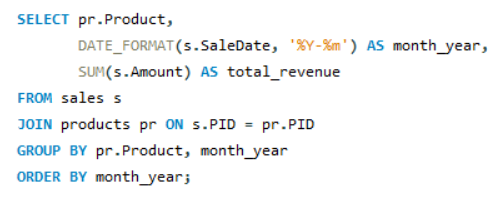 SELECT pr.Product,
DATE_FORMAT(s.SaleDate, '%Y-%m') AS month_year,
SUM(s.Amount) AS total_revenue
FROM sales s
JOIN products pr ON s.PID = pr.PID
GROUP BY pr.Product, month_year
ORDER BY month_year;